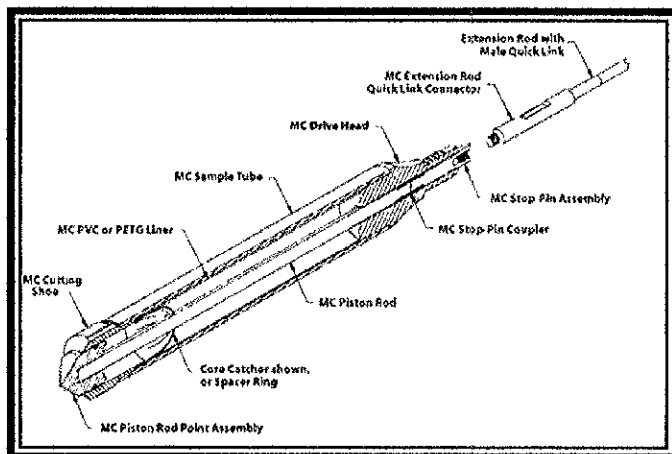 Extension Rod with
Male Quick Link
MC Extension Rod
Quick Link Connector
MC Drive Head
MC Sample Tube
MC Stop-Pin Assembly
MC PVC or PETG Liner
MC Stop-Pin Coupler
MC Cutting
Shoe
MC Piston Rod
Core Catcher shown,
or Spacer Ring
MC Piston Rod Point Assembly